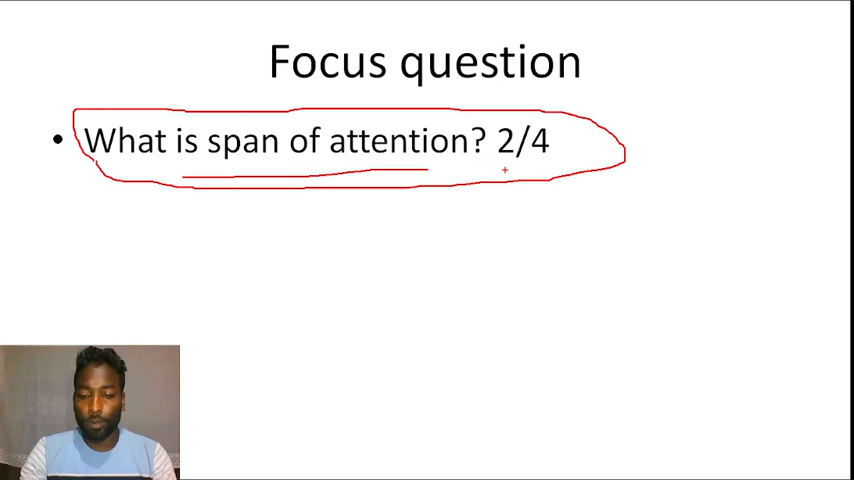 Focus question
• What is span of attention? 2/4